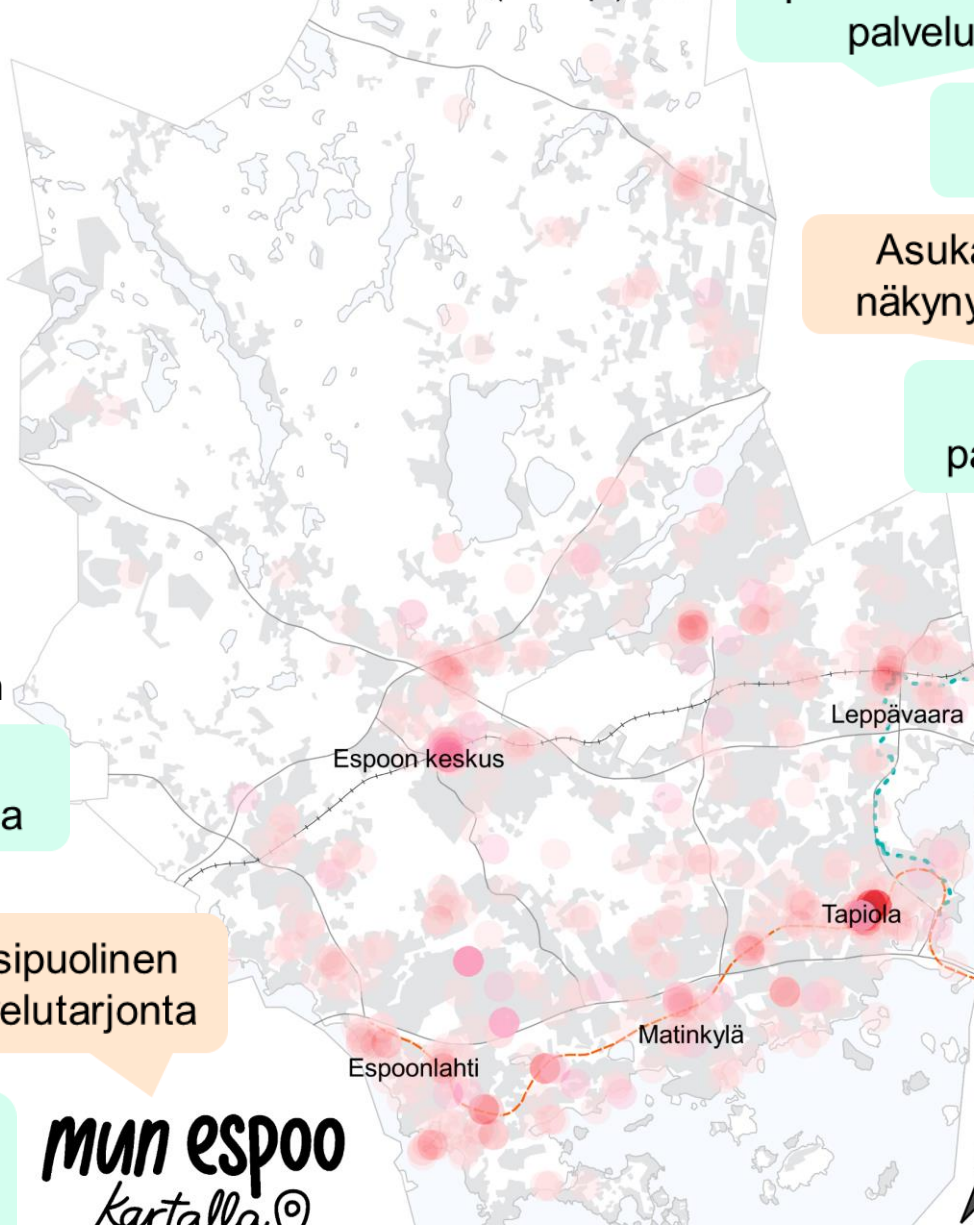 palvelu
Asuka
näkyny
pa
Leppävaara
Espoon keskus
a
Tapiola
sipuolinen
elutarjonta
Matinkylä
Espoonlahti
mun espoo
kartalla